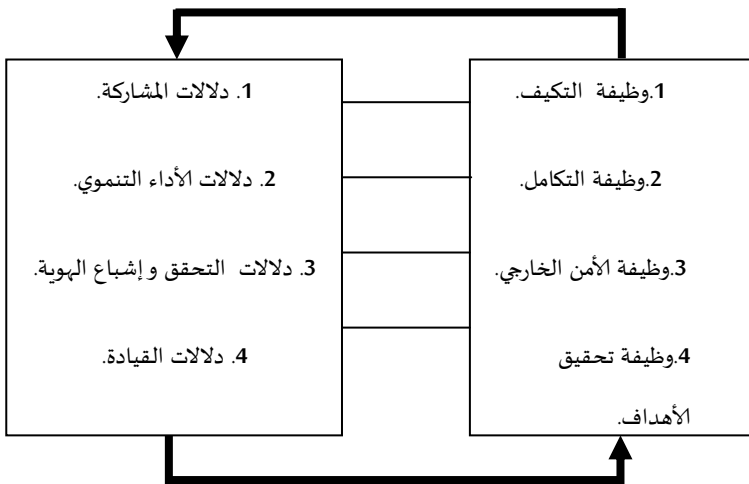 1.وظيفة التكيف.
2.وظيفة التكامل.
3.وظيفة الأمن الخارجي.
4.وظيفة تحقيق
الأهداف.
1. دلالات المشاركة.
2. دلالات الأداء التنموي.
3. دلالات التحقق وإشباع الهوية.
4. دلالات القيادة.